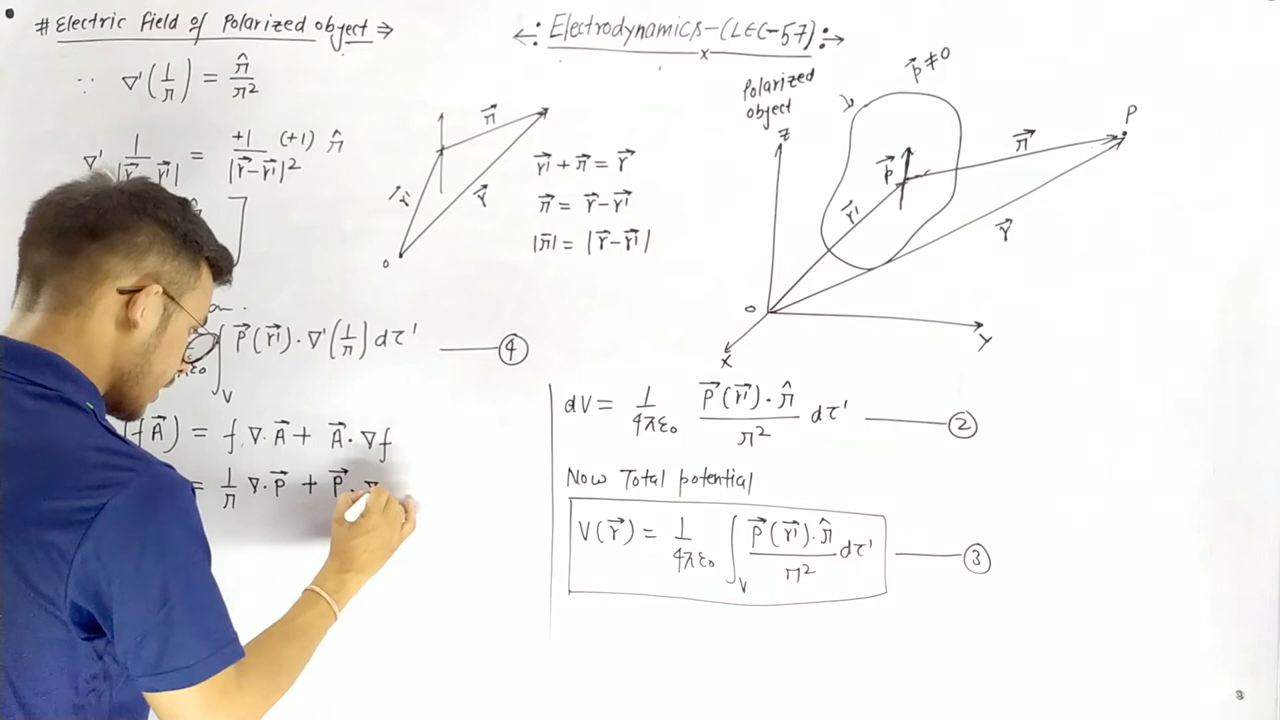 # Electric Field of Polarized object ⇒
<·: Electrodynamics-(LEC-57) :·>
x
∵ ∇'(1/r) = r̂/r²
∇' 1/|r⃗-r⃗'| = +1 (+1) r̂/|r⃗-r⃗'|²
r⃗
r⃗'
r⃗
O
r⃗' + r⃗ = r⃗
r⃗ = r⃗ - r⃗'
|r⃗| = |r⃗ - r⃗'|
Polarized
object
p⃗ ≠ 0
Z
P
r⃗
p⃗
r⃗'
r⃗
O
Y
X
∫V P⃗(r⃗')·∇'(1/r) dτ' —— ④
(f A⃗) = f ∇·A⃗ + A⃗·∇f
= 1/r ∇·P⃗ + P⃗·∇
dV = 1/4πε₀ P⃗(r⃗')·r̂/r² dτ' —— ②
Now Total potential
V(r⃗) = 1/4πε₀ ∫V P⃗(r⃗')·r̂/r² dτ' —— ③